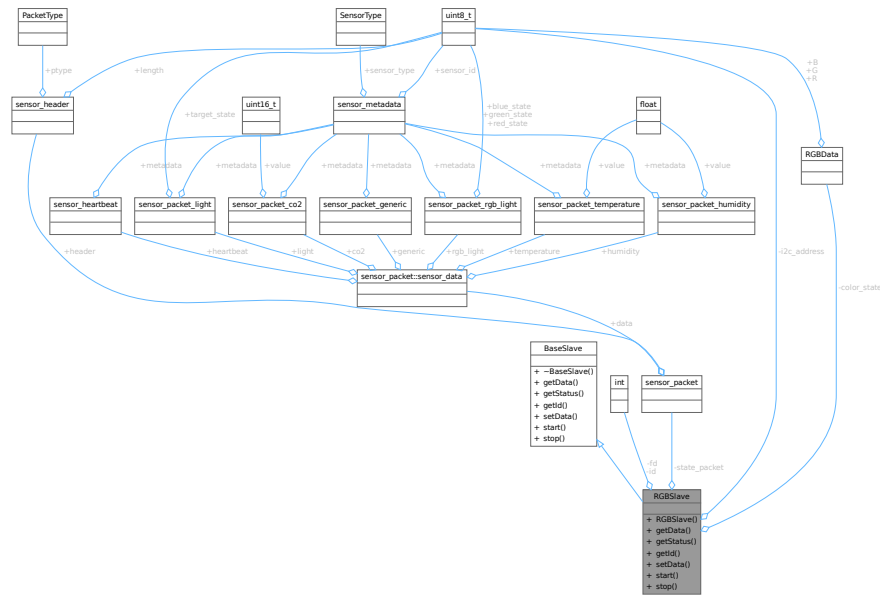 PacketType
SensorType
uint8_t
+ptype
+length
+sensor_type
+sensor_id
+B
+G
+R
sensor_header
uint16_t
sensor_metadata
float
+target_state
+blue_state
+green_state
+red_state
RGBData
+metadata
+metadata
+value
+metadata
+metadata
+metadata
+metadata
+value
+metadata
+value
sensor_heartbeat
sensor_packet_light
sensor_packet_co2
sensor_packet_generic
sensor_packet_rgb_light
sensor_packet_temperature
sensor_packet_humidity
+header
+heartbeat
+light
+co2
+generic
+rgb_light
+temperature
+humidity
-i2c_address
sensor_packet::sensor_data
-color_state
+data
BaseSlave
+ ~BaseSlave()
+ getData()
+ getStatus()
+ getId()
+ setData()
+ start()
+ stop()
int
sensor_packet
-fd
-id
-state_packet
RGBSlave
+ RGBSlave()
+ getData()
+ getStatus()
+ getId()
+ setData()
+ start()
+ stop()